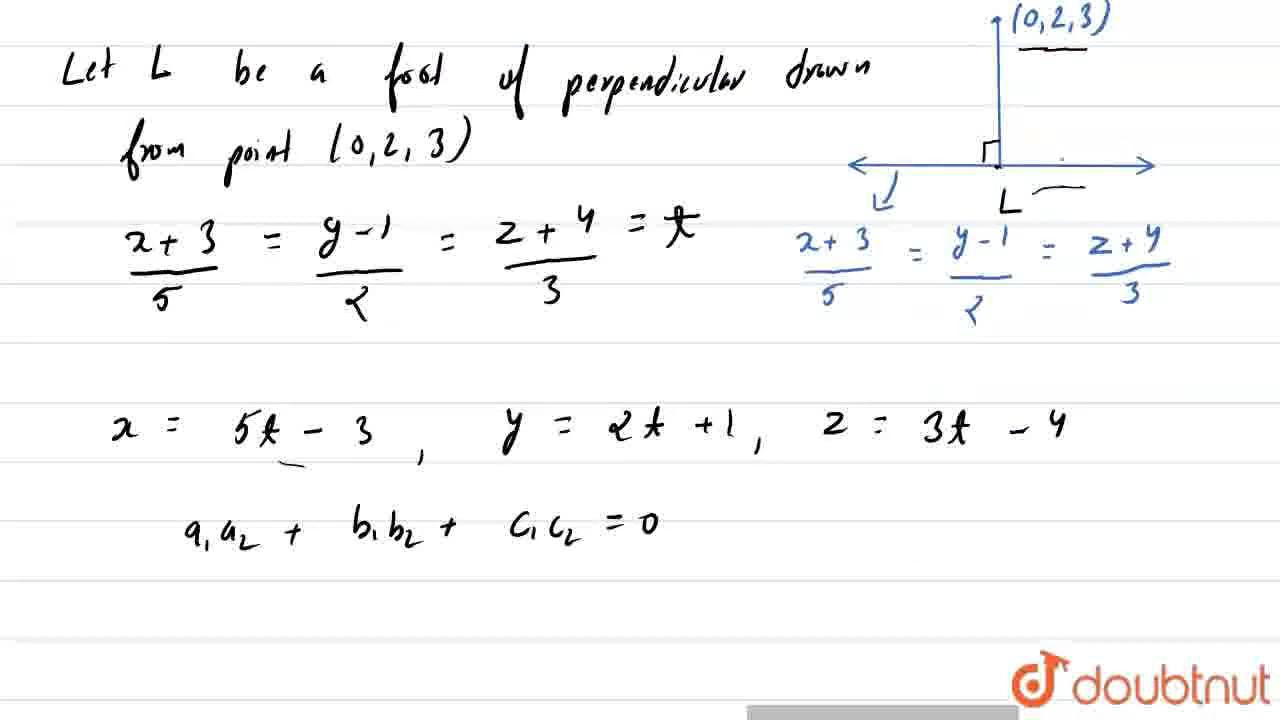 (0,2,3)
Let L be a foot of perpendicular drawn
from point (0,2,3)
L
x+3/5 = y-1/2 = z+4/3 = t
x+3/5 = y-1/2 = z+4/3
x = 5t - 3, y = 2t + 1, z = 3t - 4
a₁a₂ + b₁b₂ + c₁c₂ = 0
doubtnut